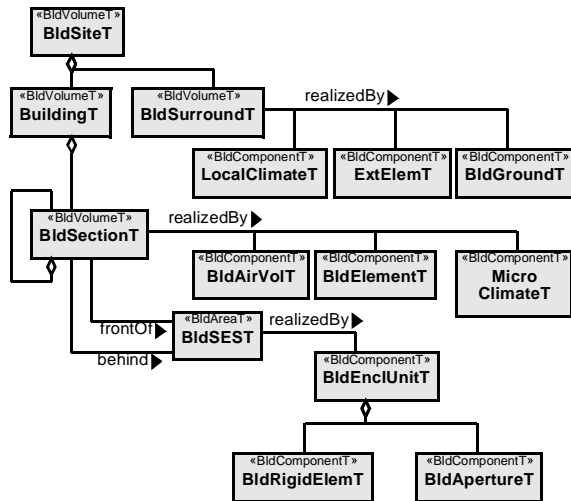 «BldVolumeT»
BldSiteT
«BldVolumeT»
BuildingT
«BldVolumeT»
BldSurroundT
realizedBy
«BldComponentT»
LocalClimateT
«BldComponentT»
ExtElemT
«BldComponentT»
BldGroundT
«BldVolumeT»
BldSectionT
realizedBy
«BldComponentT»
BldAirVolT
«BldComponentT»
BldElementT
«BldComponentT»
Micro
ClimateT
frontOf
behind
«BldAreaT»
BldSEST
realizedBy
«BldComponentT»
BldEnclUnitT
«BldComponentT»
BldRigidElemT
«BldComponentT»
BldApertureT